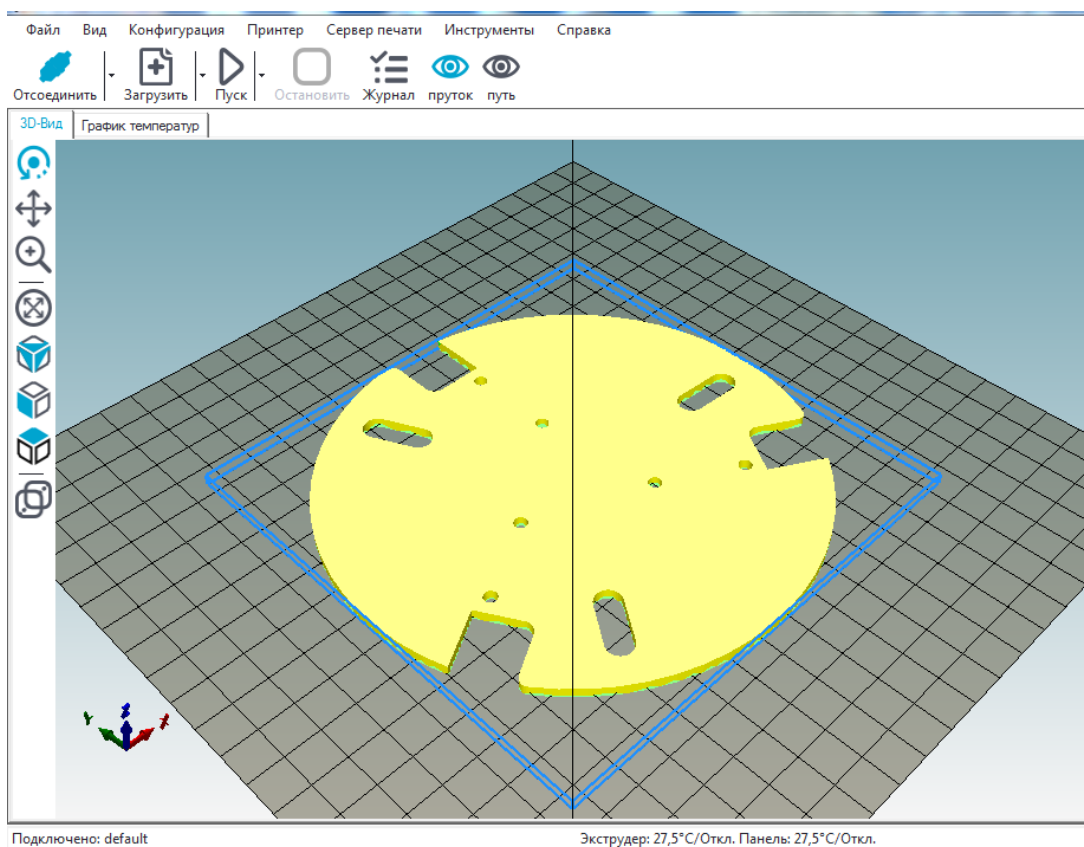 Файл Вид Конфигурация Принтер Сервер печати Инструменты Справка
Отсоединить Загрузить Пуск Остановить Журнал пруток путь
3D-Вид График температур
Y Z X
Подключено: default Экструдер: 27,5°C/Откл. Панель: 27,5°C/Откл.